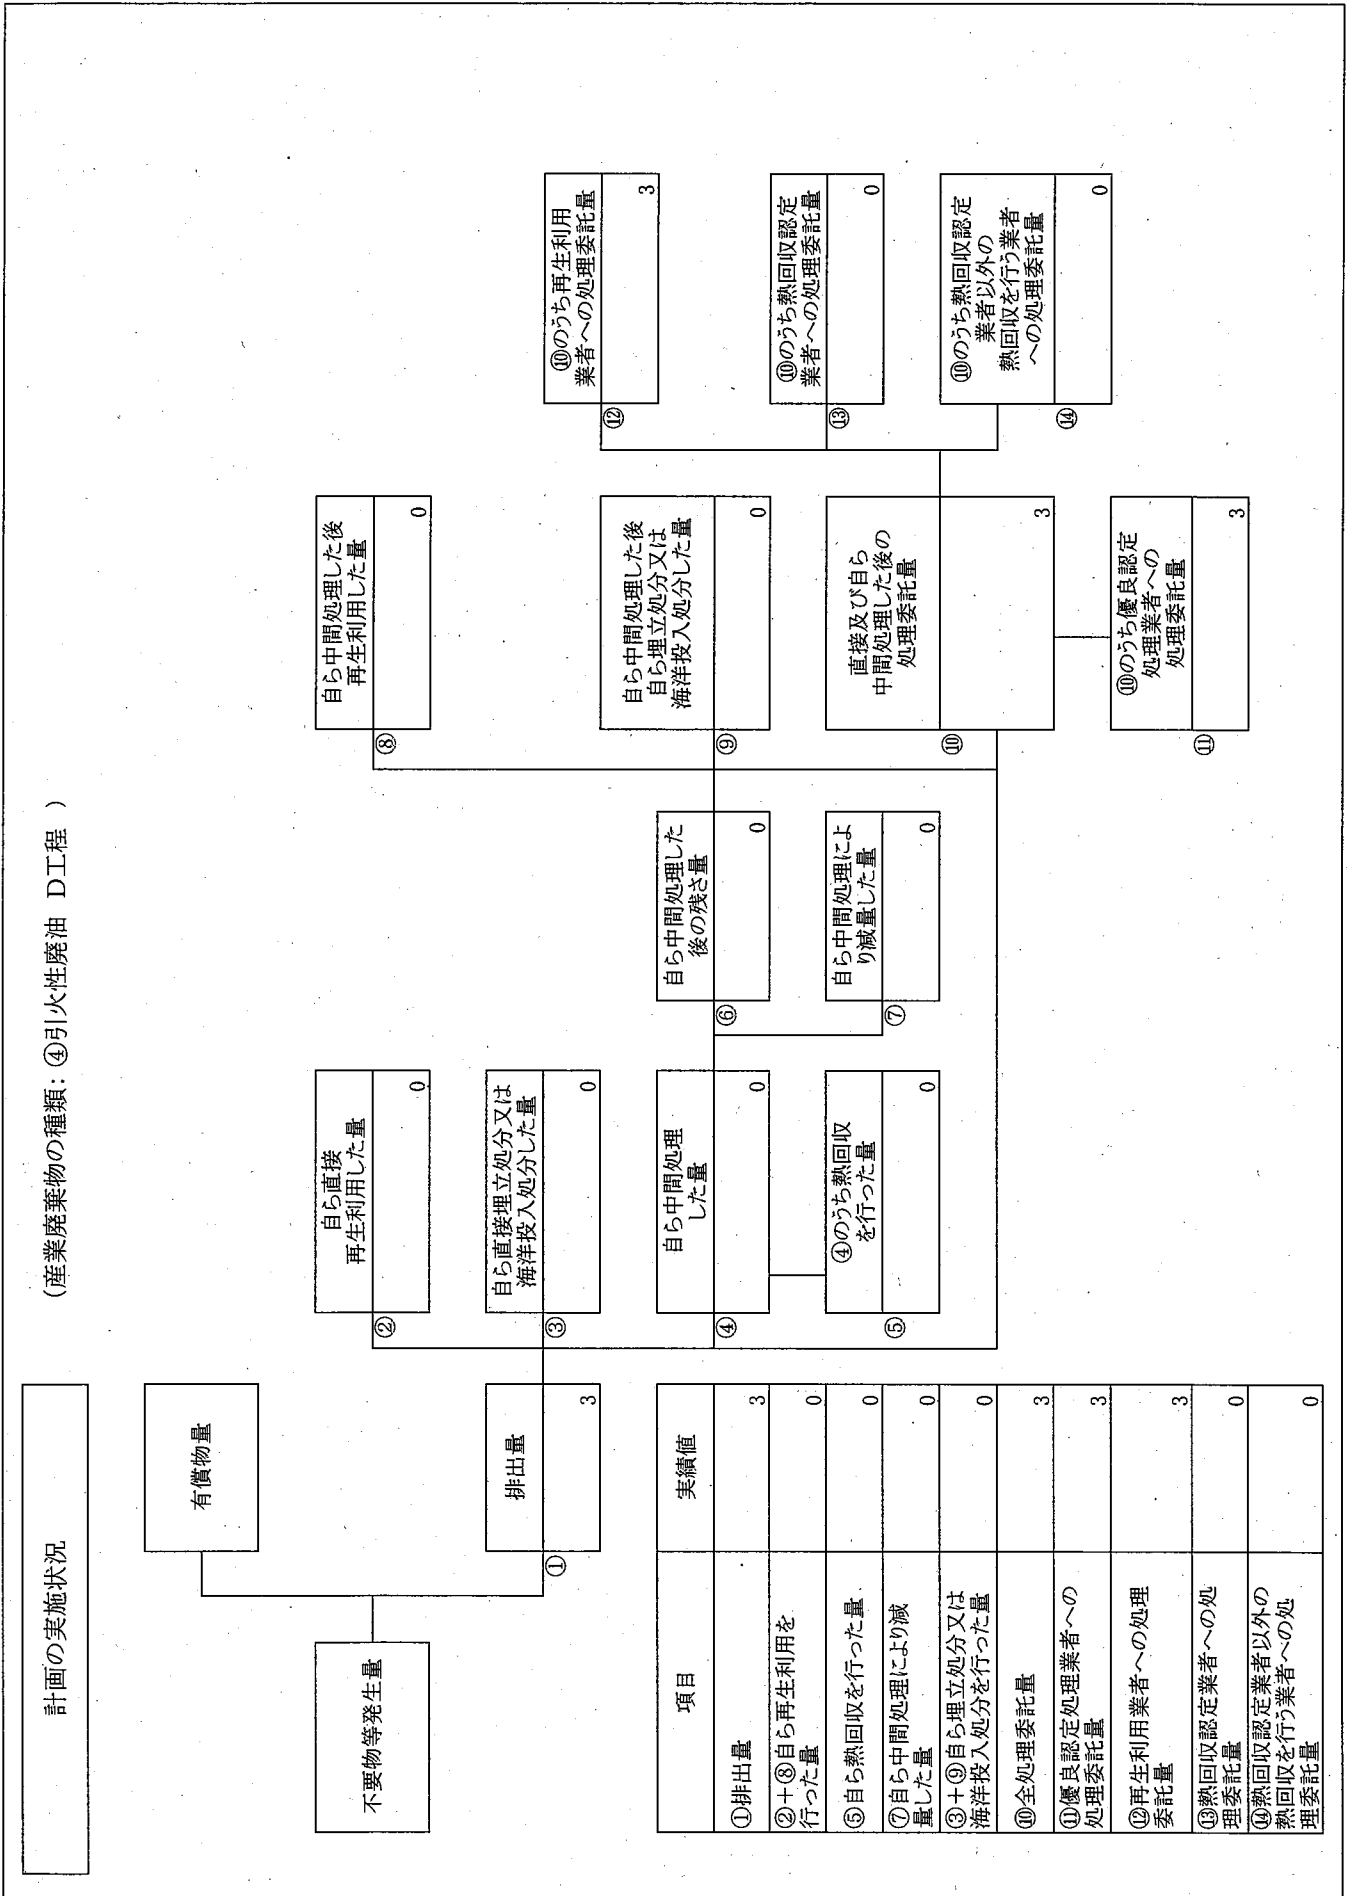 計画の実施状況
(産業廃棄物の種類: ④引火性廃油 D工程 )
不要物等発生量
有償物量
①
排出量
3
②
自ら直接
再生利用した量
0
③
自ら直接埋立処分又は
海洋投入処分した量
0
④
自ら中間処理
した量
0
⑤
④のうち熱回収
を行った量
0
⑥
自ら中間処理した
後の残さ量
0
⑦
自ら中間処理によ
り減量した量
0
⑧
自ら中間処理した後
再生利用した量
0
⑨
自ら中間処理した後
自ら埋立処分又は
海洋投入処分した量
0
⑩
直接及び自ら
中間処理した後の
処理委託量
3
⑪
⑩のうち優良認定
処理業者への
処理委託量
3
⑫
⑩のうち再生利用
業者への処理委託量
3
⑬
⑩のうち熱回収認定
業者への処理委託量
0
⑭
⑩のうち熱回収認定
業者以外の
熱回収を行う業者
への処理委託量
0
項目 実績値
①排出量 3
②+⑧自ら再生利用を
行った量 0
⑤自ら熱回収を行った量 0
⑦自ら中間処理により減
量した量 0
③+⑨自ら埋立処分又は
海洋投入処分を行った量 0
⑩全処理委託量 3
⑪優良認定処理業者への
処理委託量 3
⑫再生利用業者への処理
委託量 3
⑬熱回収認定業者への処
理委託量 0
⑭熱回収認定業者以外の
熱回収を行う業者への処
理委託量 0